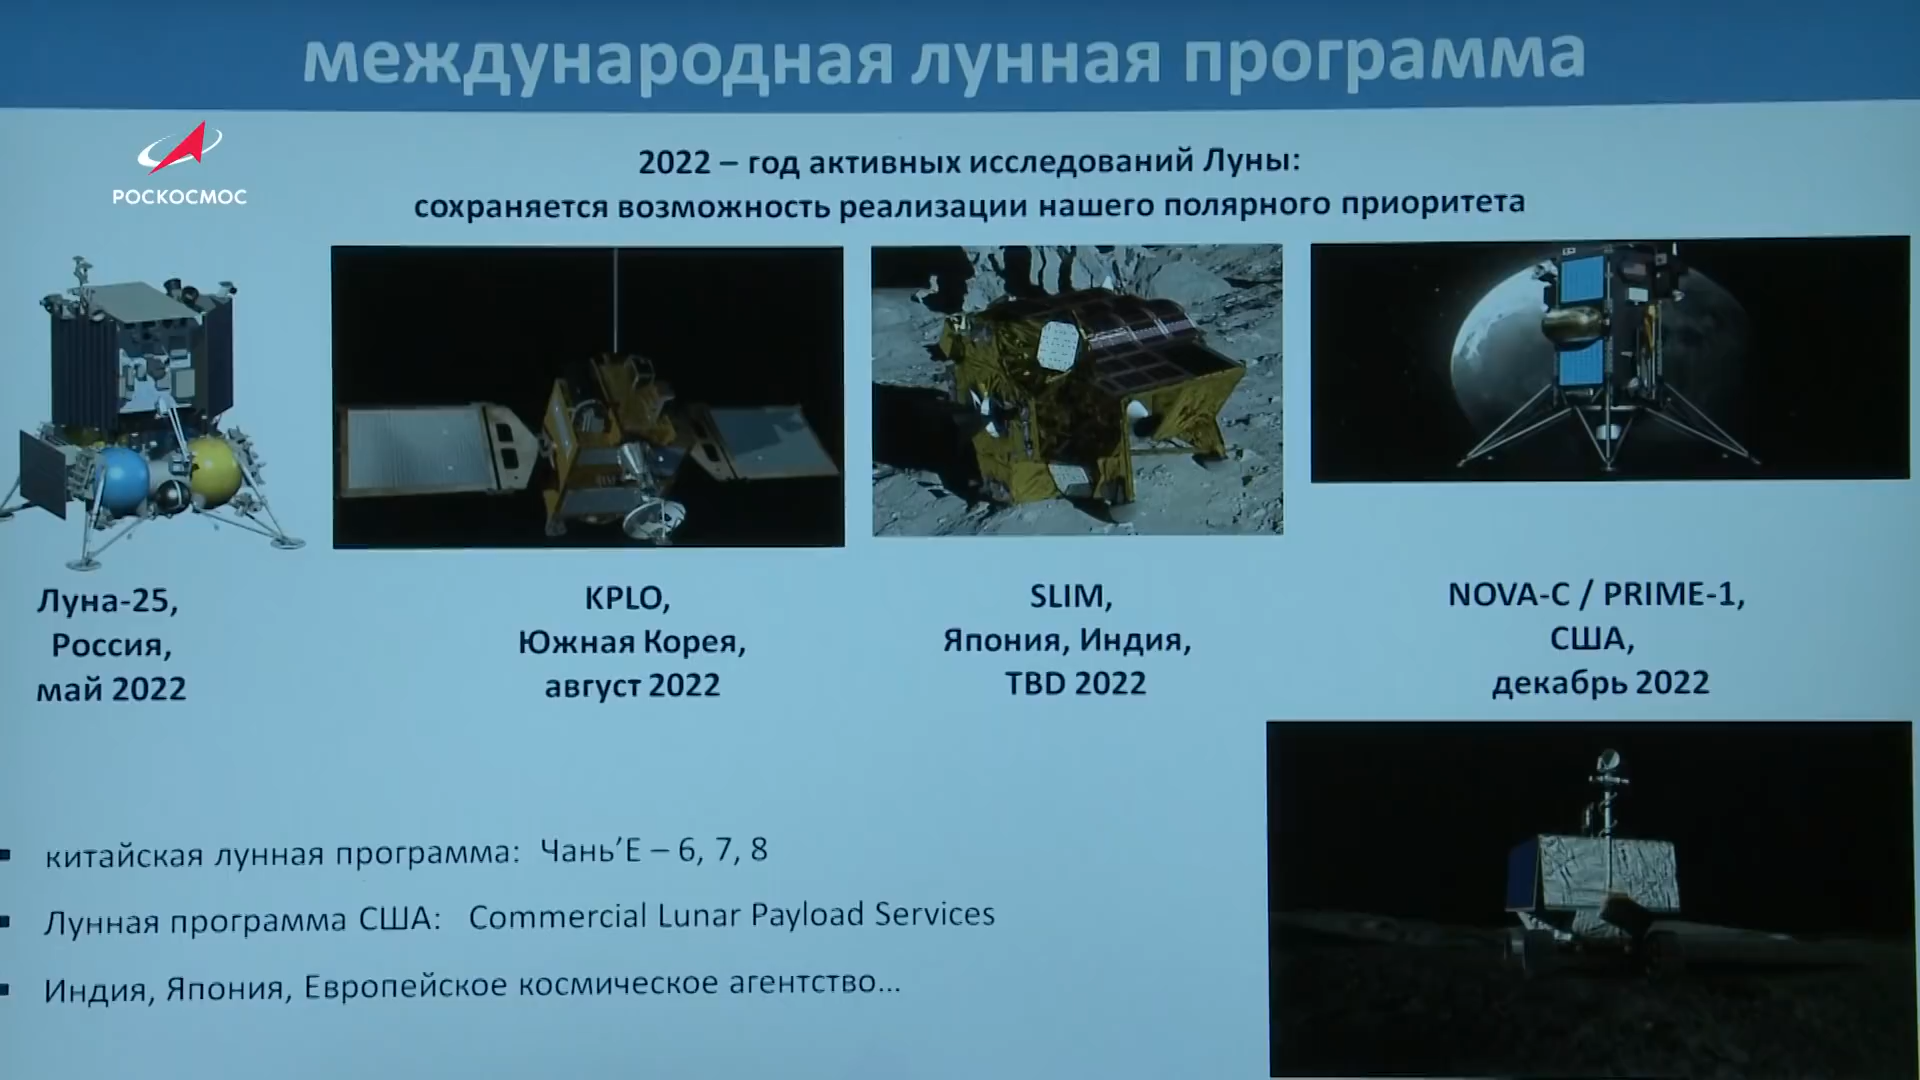 международная лунная программа
РОСКОСМОС
2022 – год активных исследований Луны:
сохраняется возможность реализации нашего полярного приоритета
Луна-25,
Россия,
май 2022
KPLO,
Южная Корея,
август 2022
SLIM,
Япония, Индия,
TBD 2022
NOVA-C / PRIME-1,
США,
декабрь 2022
китайская лунная программа: Чань’Е – 6, 7, 8
Лунная программа США: Commercial Lunar Payload Services
Индия, Япония, Европейское космическое агентство...